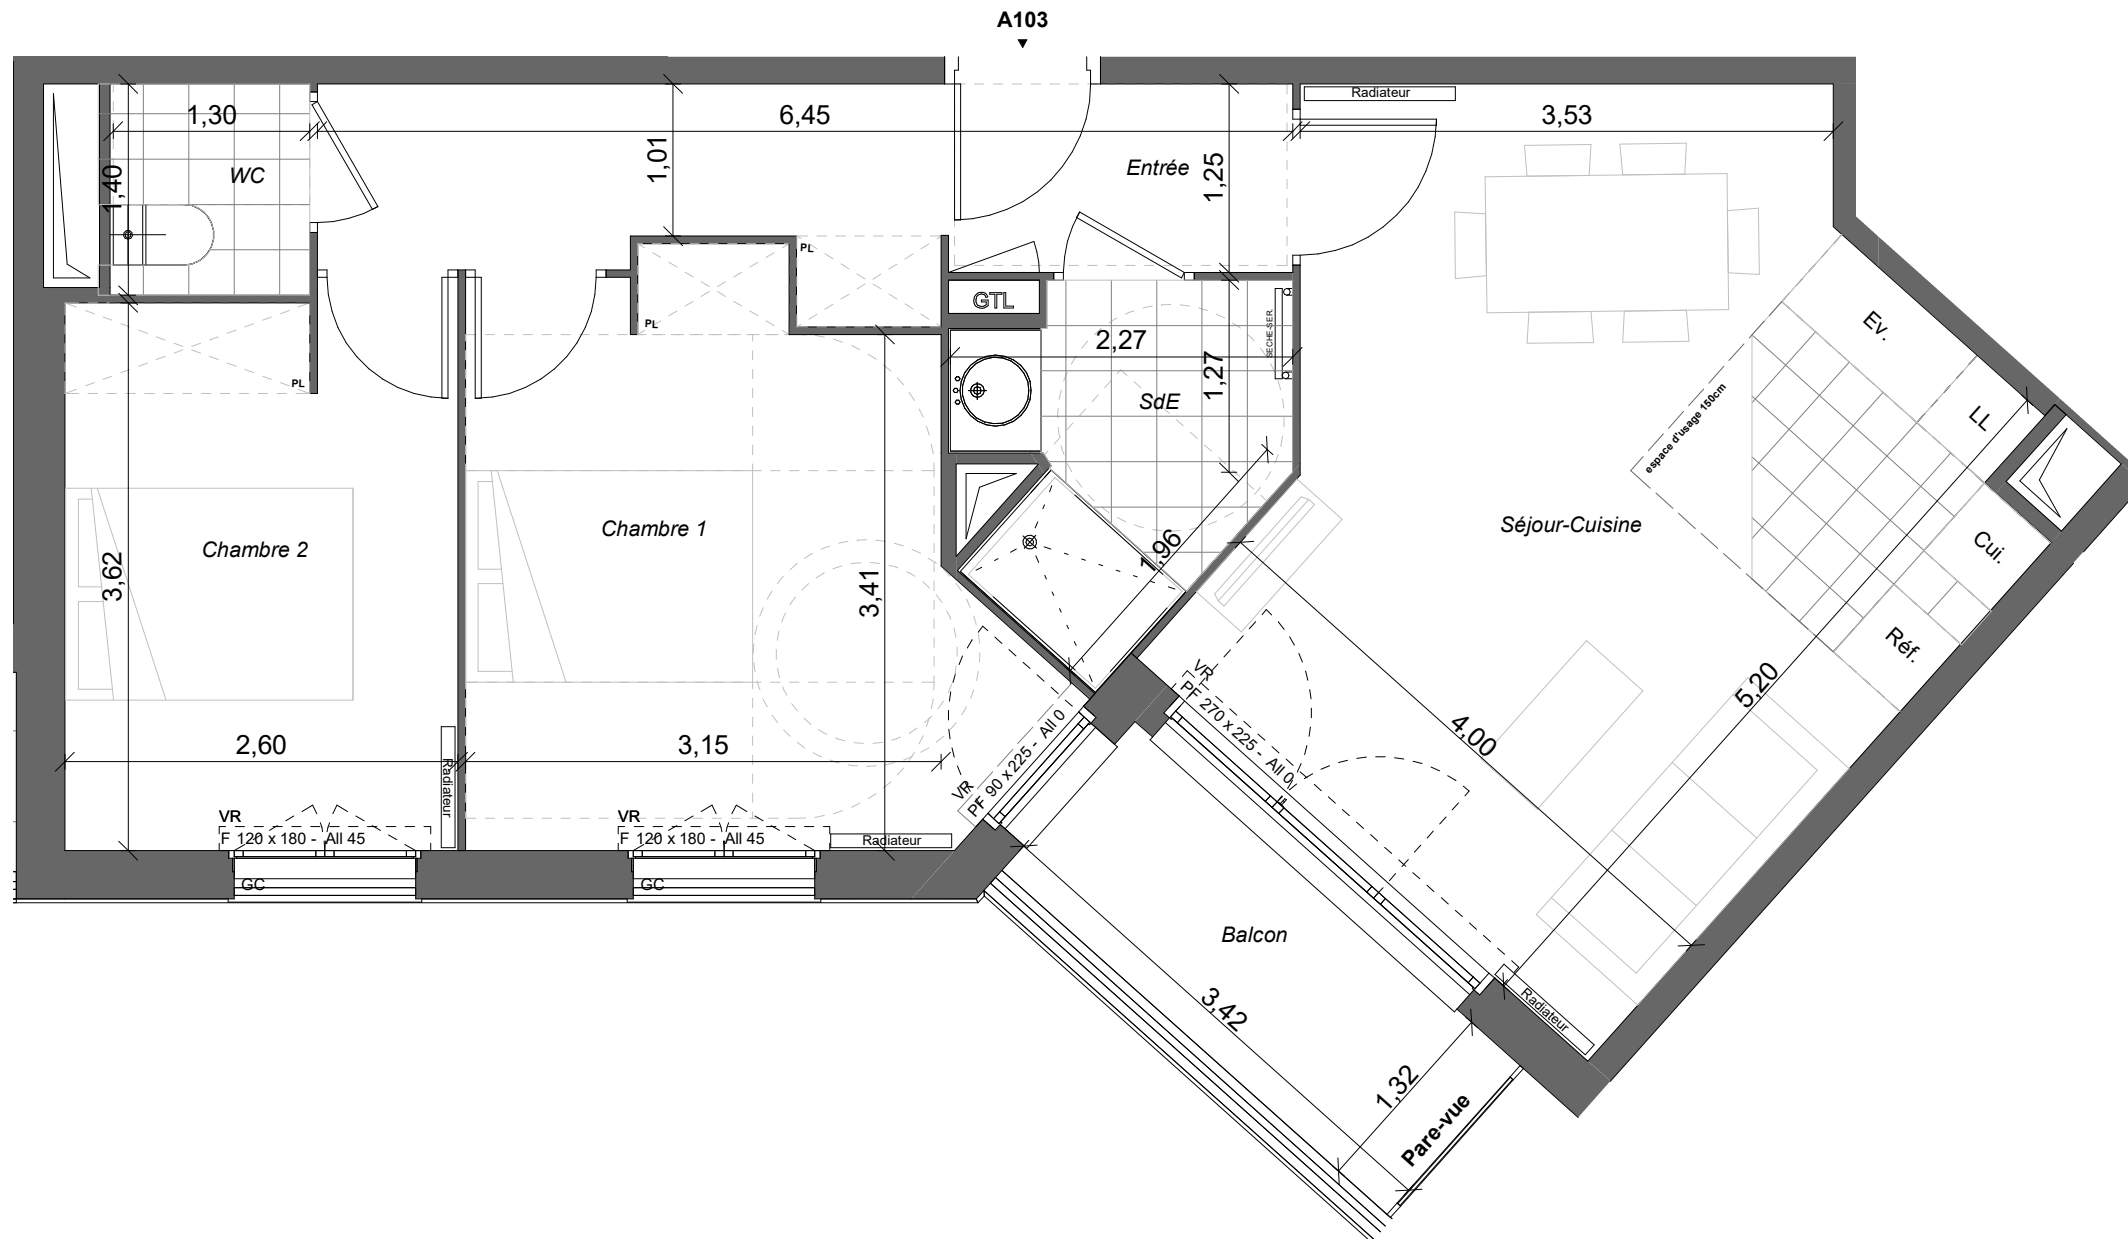 A103
Radiateur
1,30
6,45
3,53
1,01
Entrée
1,25
WC
1,40
PL
GTL
PL
PL
2,27
1,27
SECHE-SER.
SdE
Ev.
LL
espace d'usage 150cm
Cui.
Réf.
Séjour-Cuisine
Chambre 2
Chambre 1
3,62
3,41
1,96
5,20
4,00
2,60
3,15
Radiateur
VR
F 120 x 180 - All 45
GC
VR
F 120 x 180 - All 45
GC
Radiateur
VR
PF 90 x 225 - All 0
VR
PF 270 x 225 - All 0
Balcon
3,42
1,32
Radiateur
Pare-vue